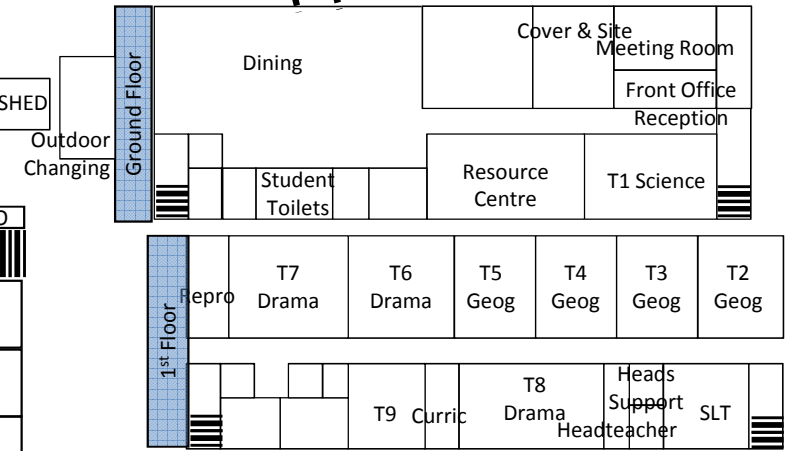 Cover & Site
Meeting Room
Dining
Front Office
Reception
SHED
Outdoor
Changing
Ground Floor
Student
Toilets
Resource
Centre
T1 Science
Repro
T7
Drama
T6
Drama
T5
Geog
T4
Geog
T3
Geog
T2
Geog
1st Floor
T9
Curric
T8
Drama
Heads
Support
Headteacher
SLT